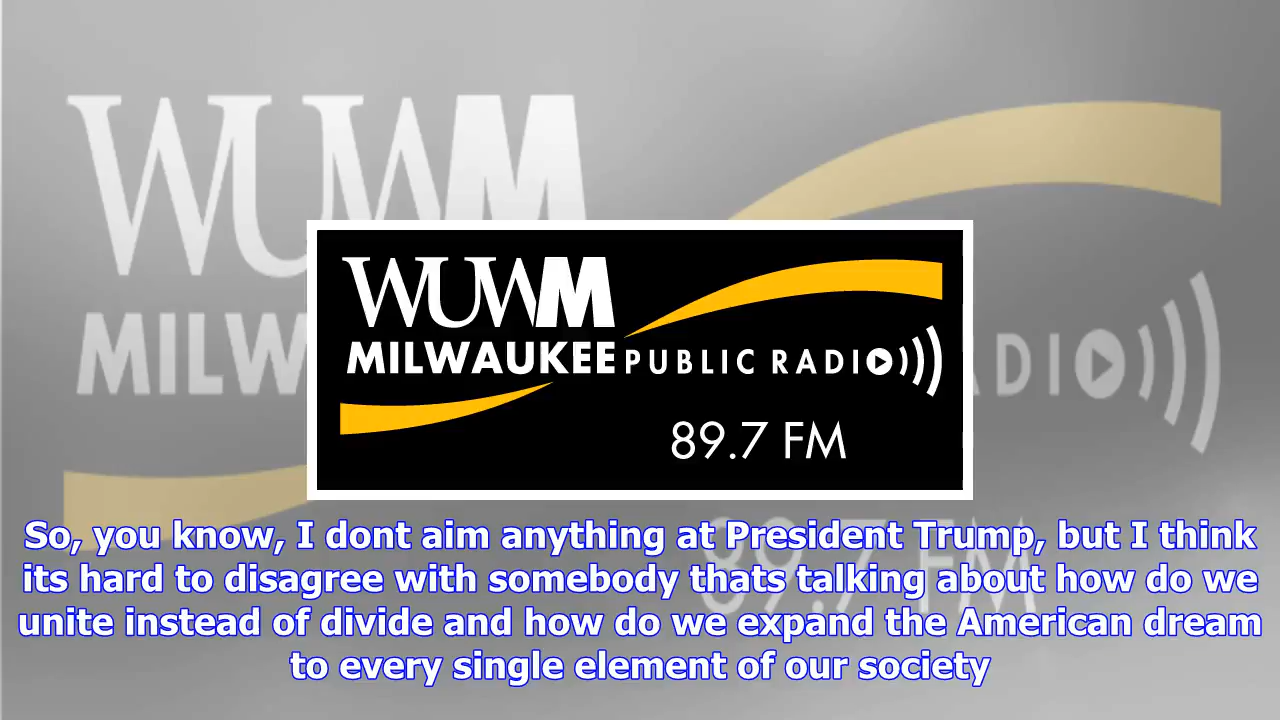 WUWM
MILWAUKEE PUBLIC RADIO
89.7 FM
So, you know, I dont aim anything at President Trump, but I think
its hard to disagree with somebody thats talking about how do we
unite instead of divide and how do we expand the American dream
to every single element of our society